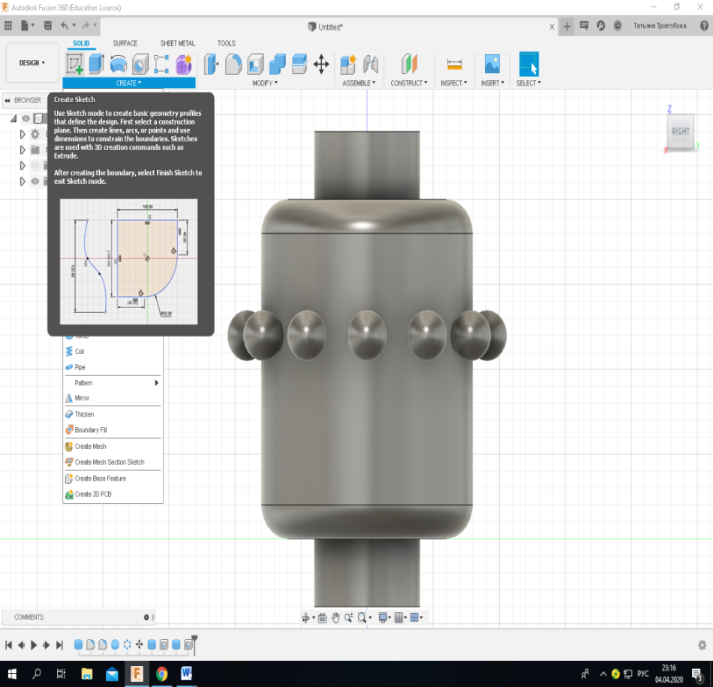 Autodesk Fusion 360 (Education License)
Untitled*
Татьяна Троегубова
SOLID SURFACE SHEET METAL TOOLS
DESIGN
CREATE MODIFY ASSEMBLE CONSTRUCT INSPECT INSERT SELECT
BROWSER
Create Sketch
Use Sketch mode to create basic geometry profiles
that define the design. First select a construction
plane. Then create lines, arcs, or points and use
dimensions to constrain the boundaries. Sketches
are used with 3D creation commands such as
Extrude.
After creating the boundary, select Finish Sketch to
exit Sketch mode.
Z
RIGHT
Coil
Pipe
Pattern
Mirror
Thicken
Boundary Fill
Create Mesh
Create Mesh Section Sketch
Create Base Feature
Create 3D PCB
COMMENTS
РУС
23:16
04.04.2020